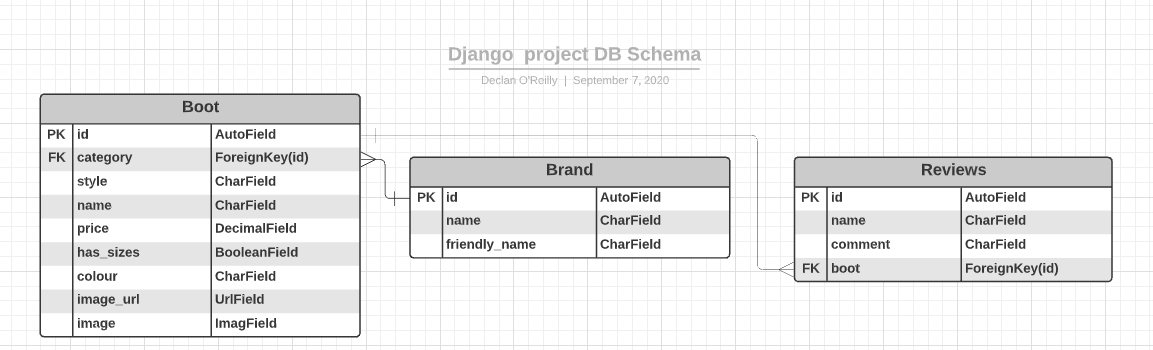 Django project DB Schema
Declan O'Reilly | September 7, 2020
Boot
PK id AutoField
FK category ForeignKey(id)
style CharField
name CharField
price DecimalField
has_sizes BooleanField
colour CharField
image_url UrlField
image ImagField
Brand
PK id AutoField
name CharField
friendly_name CharField
Reviews
PK id AutoField
name CharField
comment CharField
FK boot ForeignKey(id)